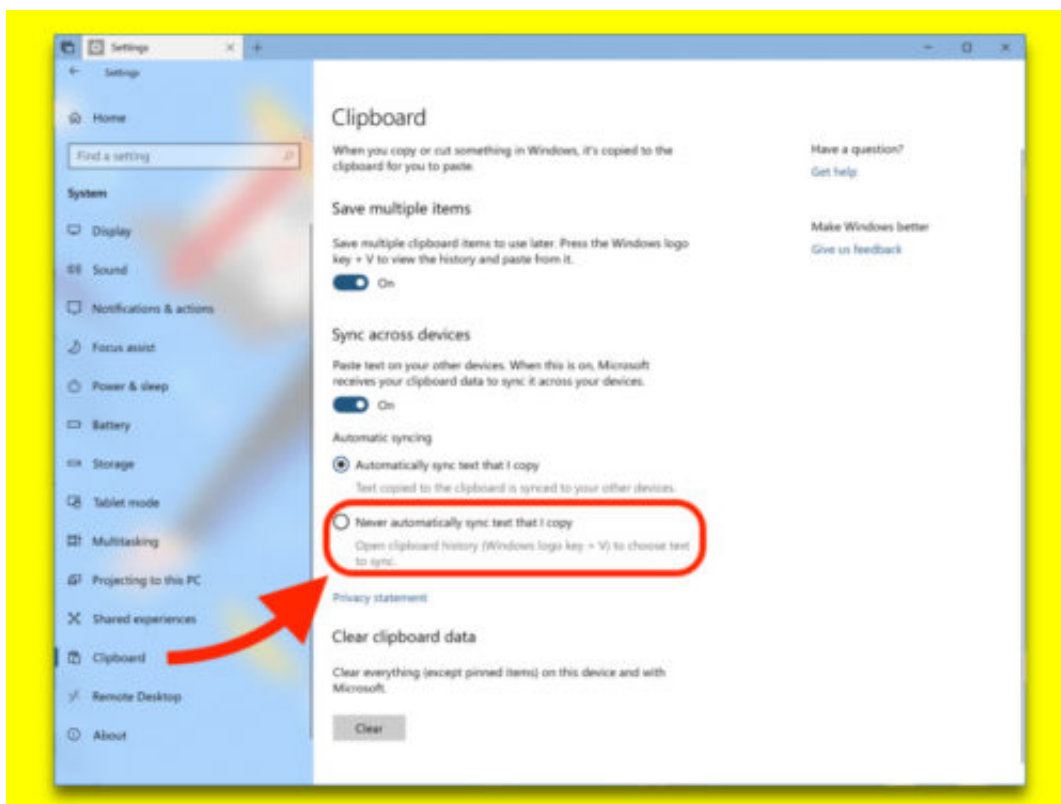 Settings
Settings
Home
Find a setting
System
Display
Sound
Notifications & actions
Focus assist
Power & sleep
Battery
Storage
Tablet mode
Multitasking
Projecting to this PC
Shared experiences
Clipboard
Remote Desktop
About
Clipboard
When you copy or cut something in Windows, it's copied to the
clipboard for you to paste.
Save multiple items
Save multiple clipboard items to use later. Press the Windows logo
key + V to view the history and paste from it.
On
Sync across devices
Paste text on your other devices. When this is on, Microsoft
receives your clipboard data to sync it across your devices.
On
Automatic syncing
Automatically sync text that I copy
Text copied to the clipboard is synced to your other devices.
Never automatically sync text that I copy
Open clipboard history (Windows logo key + V) to choose text
to sync.
Privacy statement
Clear clipboard data
Clear everything (except pinned items) on this device and with
Microsoft.
Clear
Have a question?
Get help
Make Windows better
Give us feedback